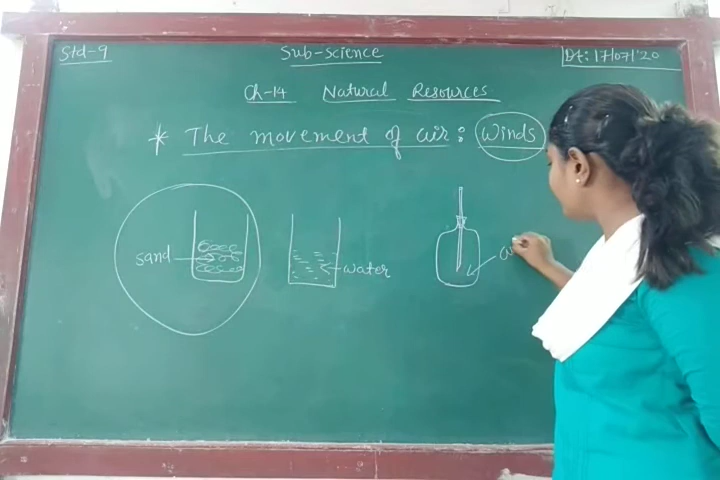 Std-9 Sub-Science Dt: 17/07/'20
Ch-14 Natural Resources
* The movement of air: Winds
sand
water